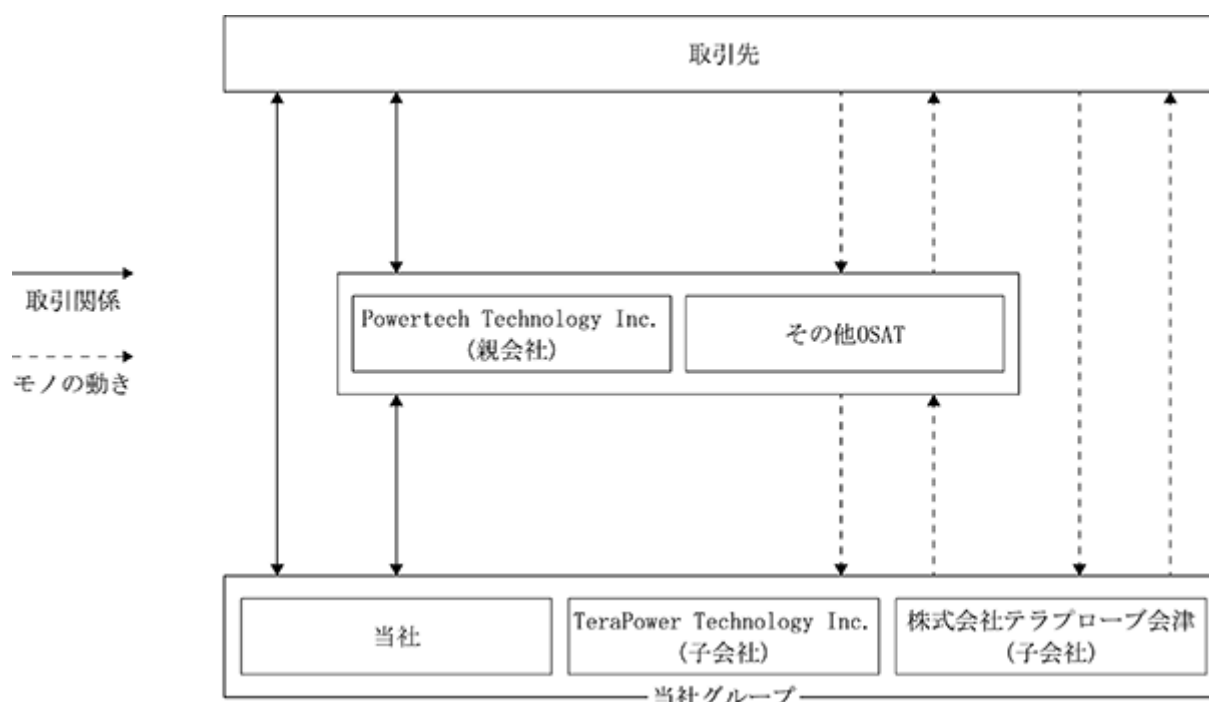 取引先
取引関係
モノの動き
Powertech Technology Inc.
(親会社)
その他OSAT
当社
TeraPower Technology Inc.
(子会社)
株式会社テラプローブ会津
(子会社)
当社グループ